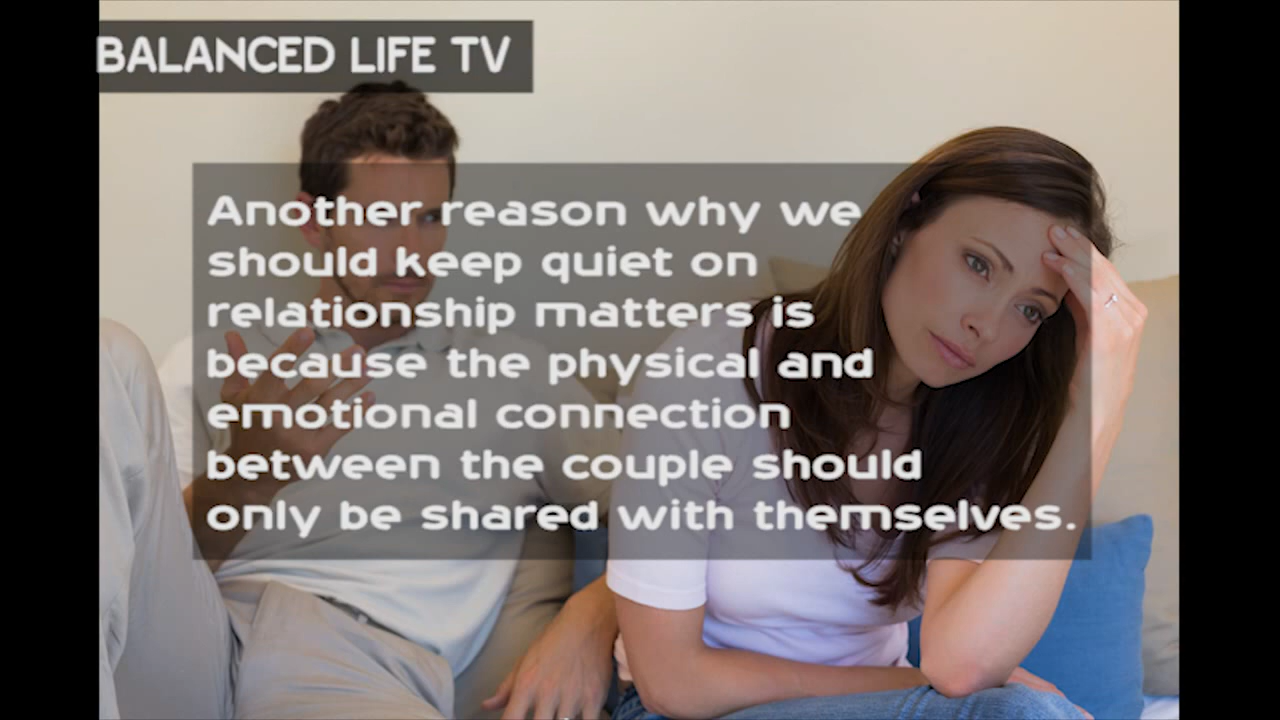 BALANCED LIFE TV
Another reason why we
should keep quiet on
relationship matters is
because the physical and
emotional connection
between the couple should
only be shared with themselves.